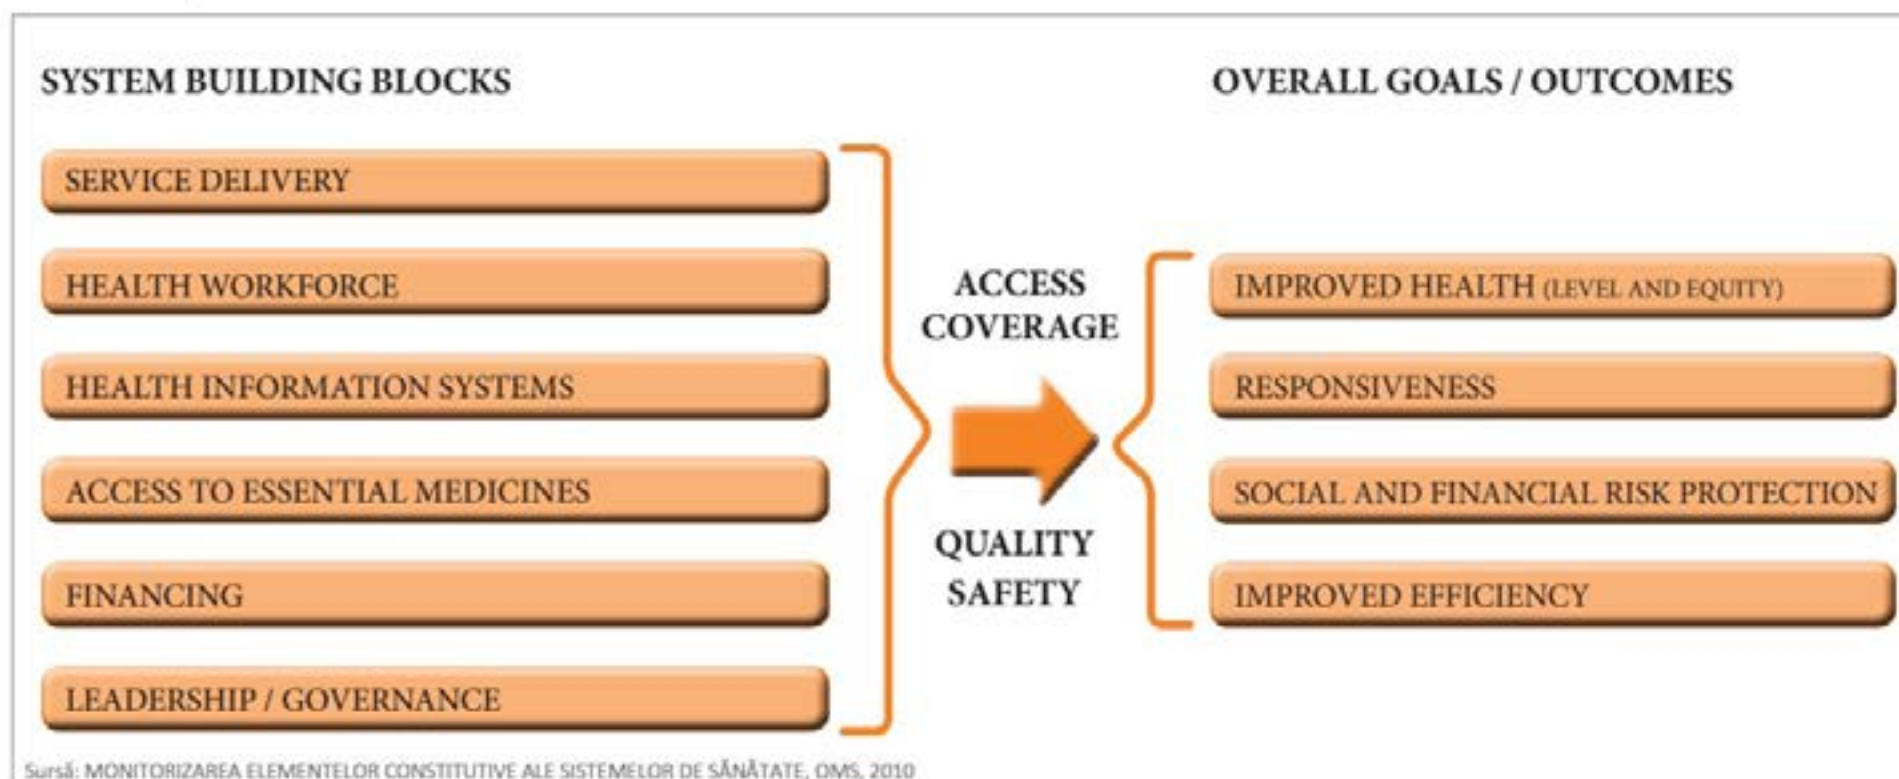 SYSTEM BUILDING BLOCKS
SERVICE DELIVERY
HEALTH WORKFORCE
HEALTH INFORMATION SYSTEMS
ACCESS TO ESSENTIAL MEDICINES
FINANCING
LEADERSHIP / GOVERNANCE
ACCESS
COVERAGE
QUALITY
SAFETY
OVERALL GOALS / OUTCOMES
IMPROVED HEALTH (LEVEL AND EQUITY)
RESPONSIVENESS
SOCIAL AND FINANCIAL RISK PROTECTION
IMPROVED EFFICIENCY
Sursă: MONITORIZAREA ELEMENTELOR CONSTITUTIVE ALE SISTEMELOR DE SĂNĂTATE, OMS, 2010